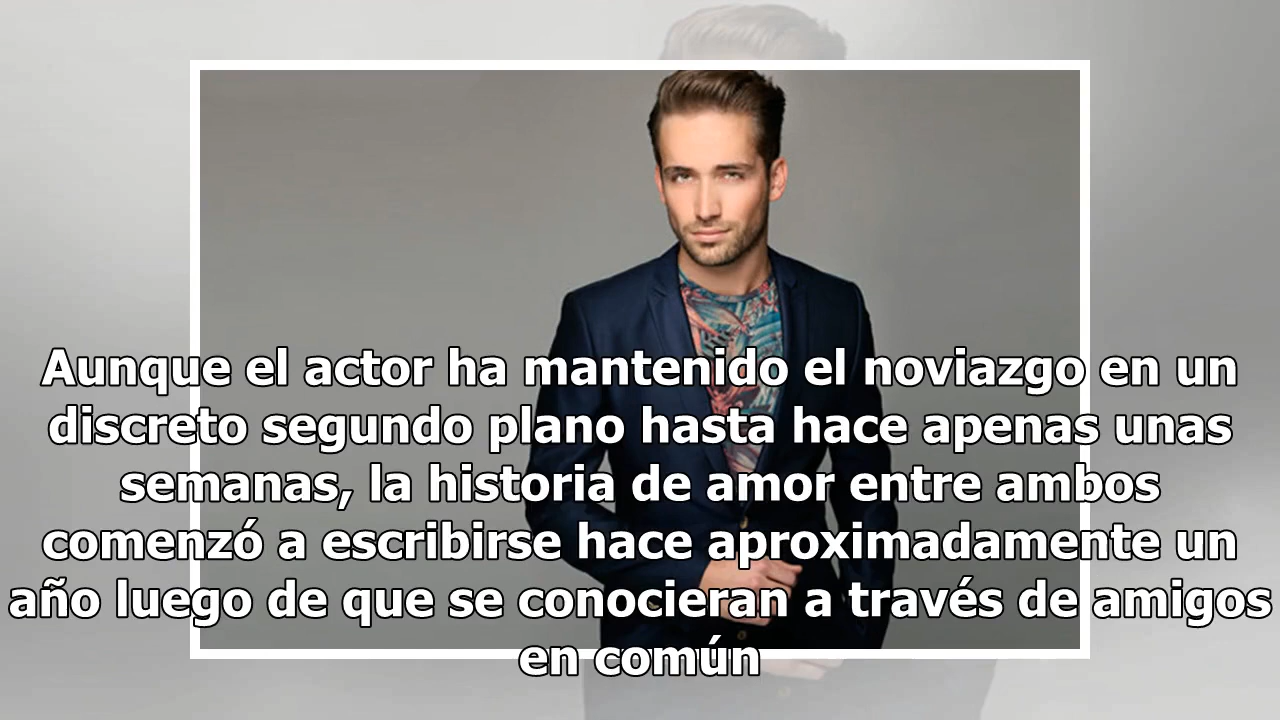 Aunque el actor ha mantenido el noviazgo en un
discreto segundo plano hasta hace apenas unas
semanas, la historia de amor entre ambos
comenzó a escribirse hace aproximadamente un
año luego de que se conocieran a través de amigos
en común